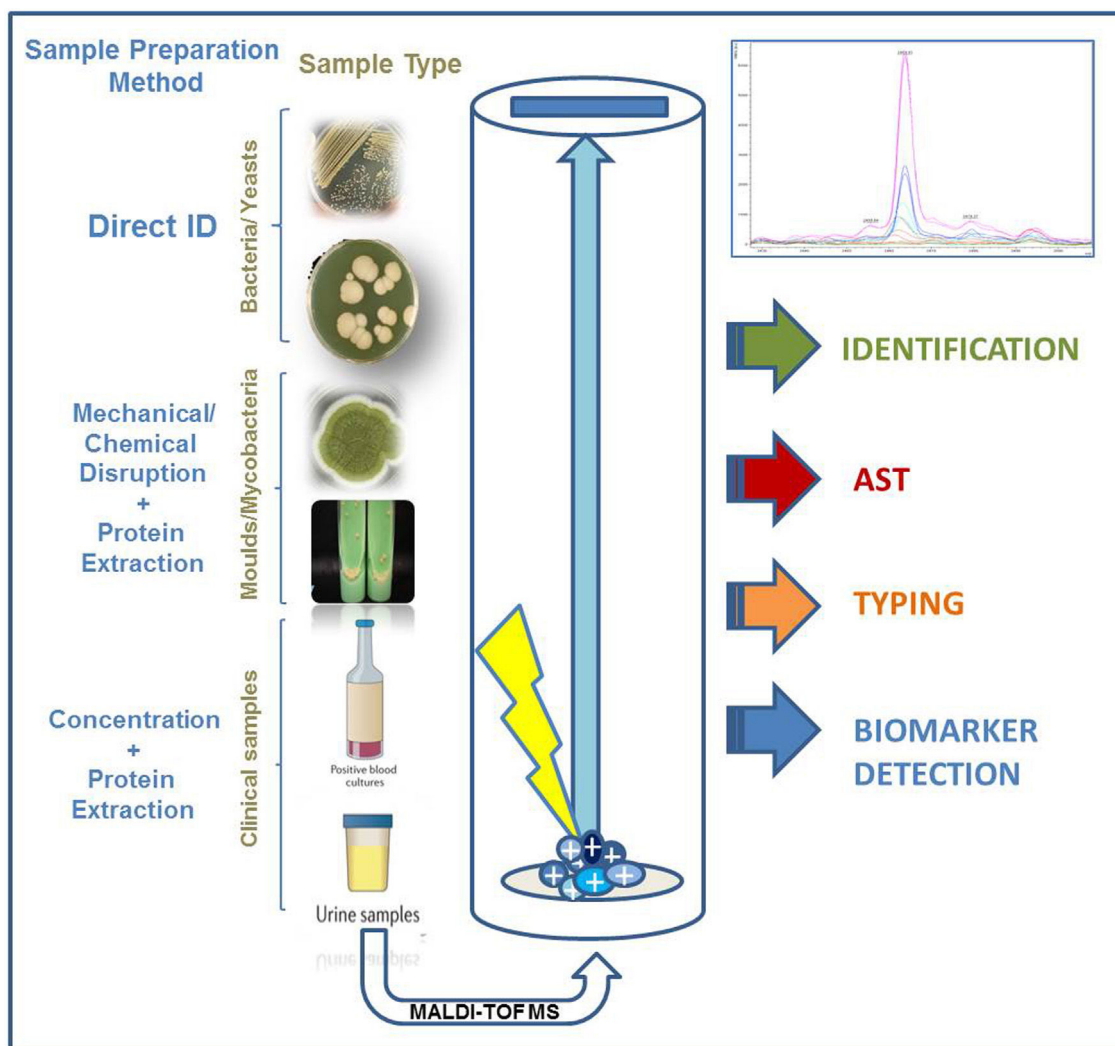 Sample Preparation
Method
Sample Type
Direct ID
Bacteria/ Yeasts
Mechanical/
Chemical
Disruption
+
Protein
Extraction
Moulds/Mycobacteria
Concentration
+
Protein
Extraction
Clinical samples
Positive blood
cultures
Urine samples
MALDI-TOF MS
+
+
+
+
+
+
+
IDENTIFICATION
AST
TYPING
BIOMARKER
DETECTION